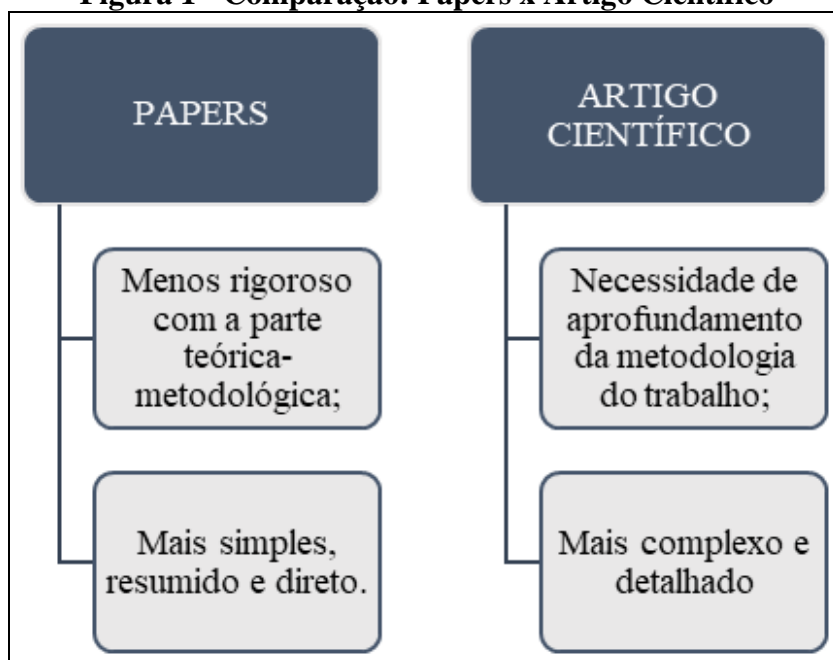 Figura 1 - Comparação: Papers x Artigo Científico
PAPERS
Menos rigoroso
com a parte
teórica-
metodológica;
Mais simples,
resumido e direto.
ARTIGO
CIENTÍFICO
Necessidade de
aprofundamento
da metodologia
do trabalho;
Mais complexo e
detalhado